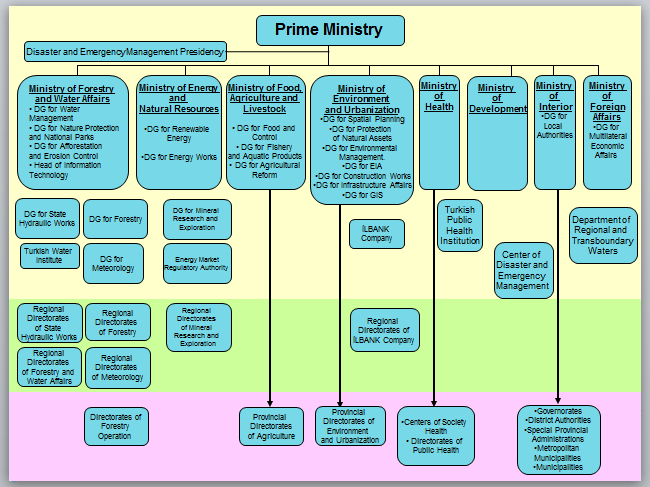 Prime Ministry
Disaster and EmergencyManagement Presidency
Ministry of Forestry
and Water Affairs
• DG for Water
Management
• DG for Nature Protection
and National Parks
• DG for Afforestation
and Erosion Control
• Head of Information
Technology
Ministry of Energy
and
Natural Resources
•DG for Renewable
Energy
•DG for Energy Works
Ministry of Food,
Agriculture and
Livestock
• DG for Food and
Control
• DG for Fishery
and Aquatic Products
• DG for Agricultural
Reform
Ministry of
Environment
and Urbanization
•DG for Spatial Planning
•DG for Protection
of Natural Assets
•DG for Environmental
Management.
•DG for EIA
•DG for Construction Works
•DG for Infrastructure Affairs
•DG for GIS
Ministry
of
Health
Ministry
of
Development
Ministry
of
Interior
•DG for
Local
Authorities
Ministry
of
Foreign
Affairs
•DG for
Multilateral
Economic
Affairs
DG for State
Hydraulic Works
DG for Forestry
DG for Mineral
Research and
Exploration
Turkish Water
Institute
DG for
Meteorology
Energy Market
Regulatory Authority
İLBANK
Company
Turkish
Public
Health
Institution
Center of
Disaster and
Emergency
Management
Department of
Regional and
Transboundary
Waters
Regional
Directorates
of State
Hydraulic Works
Regional
Directorates
of Forestry
Regional
Directorates
of Mineral
Research and
Exploration
Regional
Directorates of
İLBANK Company
Regional
Directorates
of Forestry and
Water Affairs
Regional
Directorates
of Meteorology
Directorates of
Forestry
Operation
Provincial
Directorates
of Agriculture
Provincial
Directorates of
Environment
and Urbanization
•Centers of Society
Health
• Directorates of
Public Health
•Governorates
•District Authorities
•Special Provincial
Administrations
•Metropolitan
Municipalities
•Municipalities